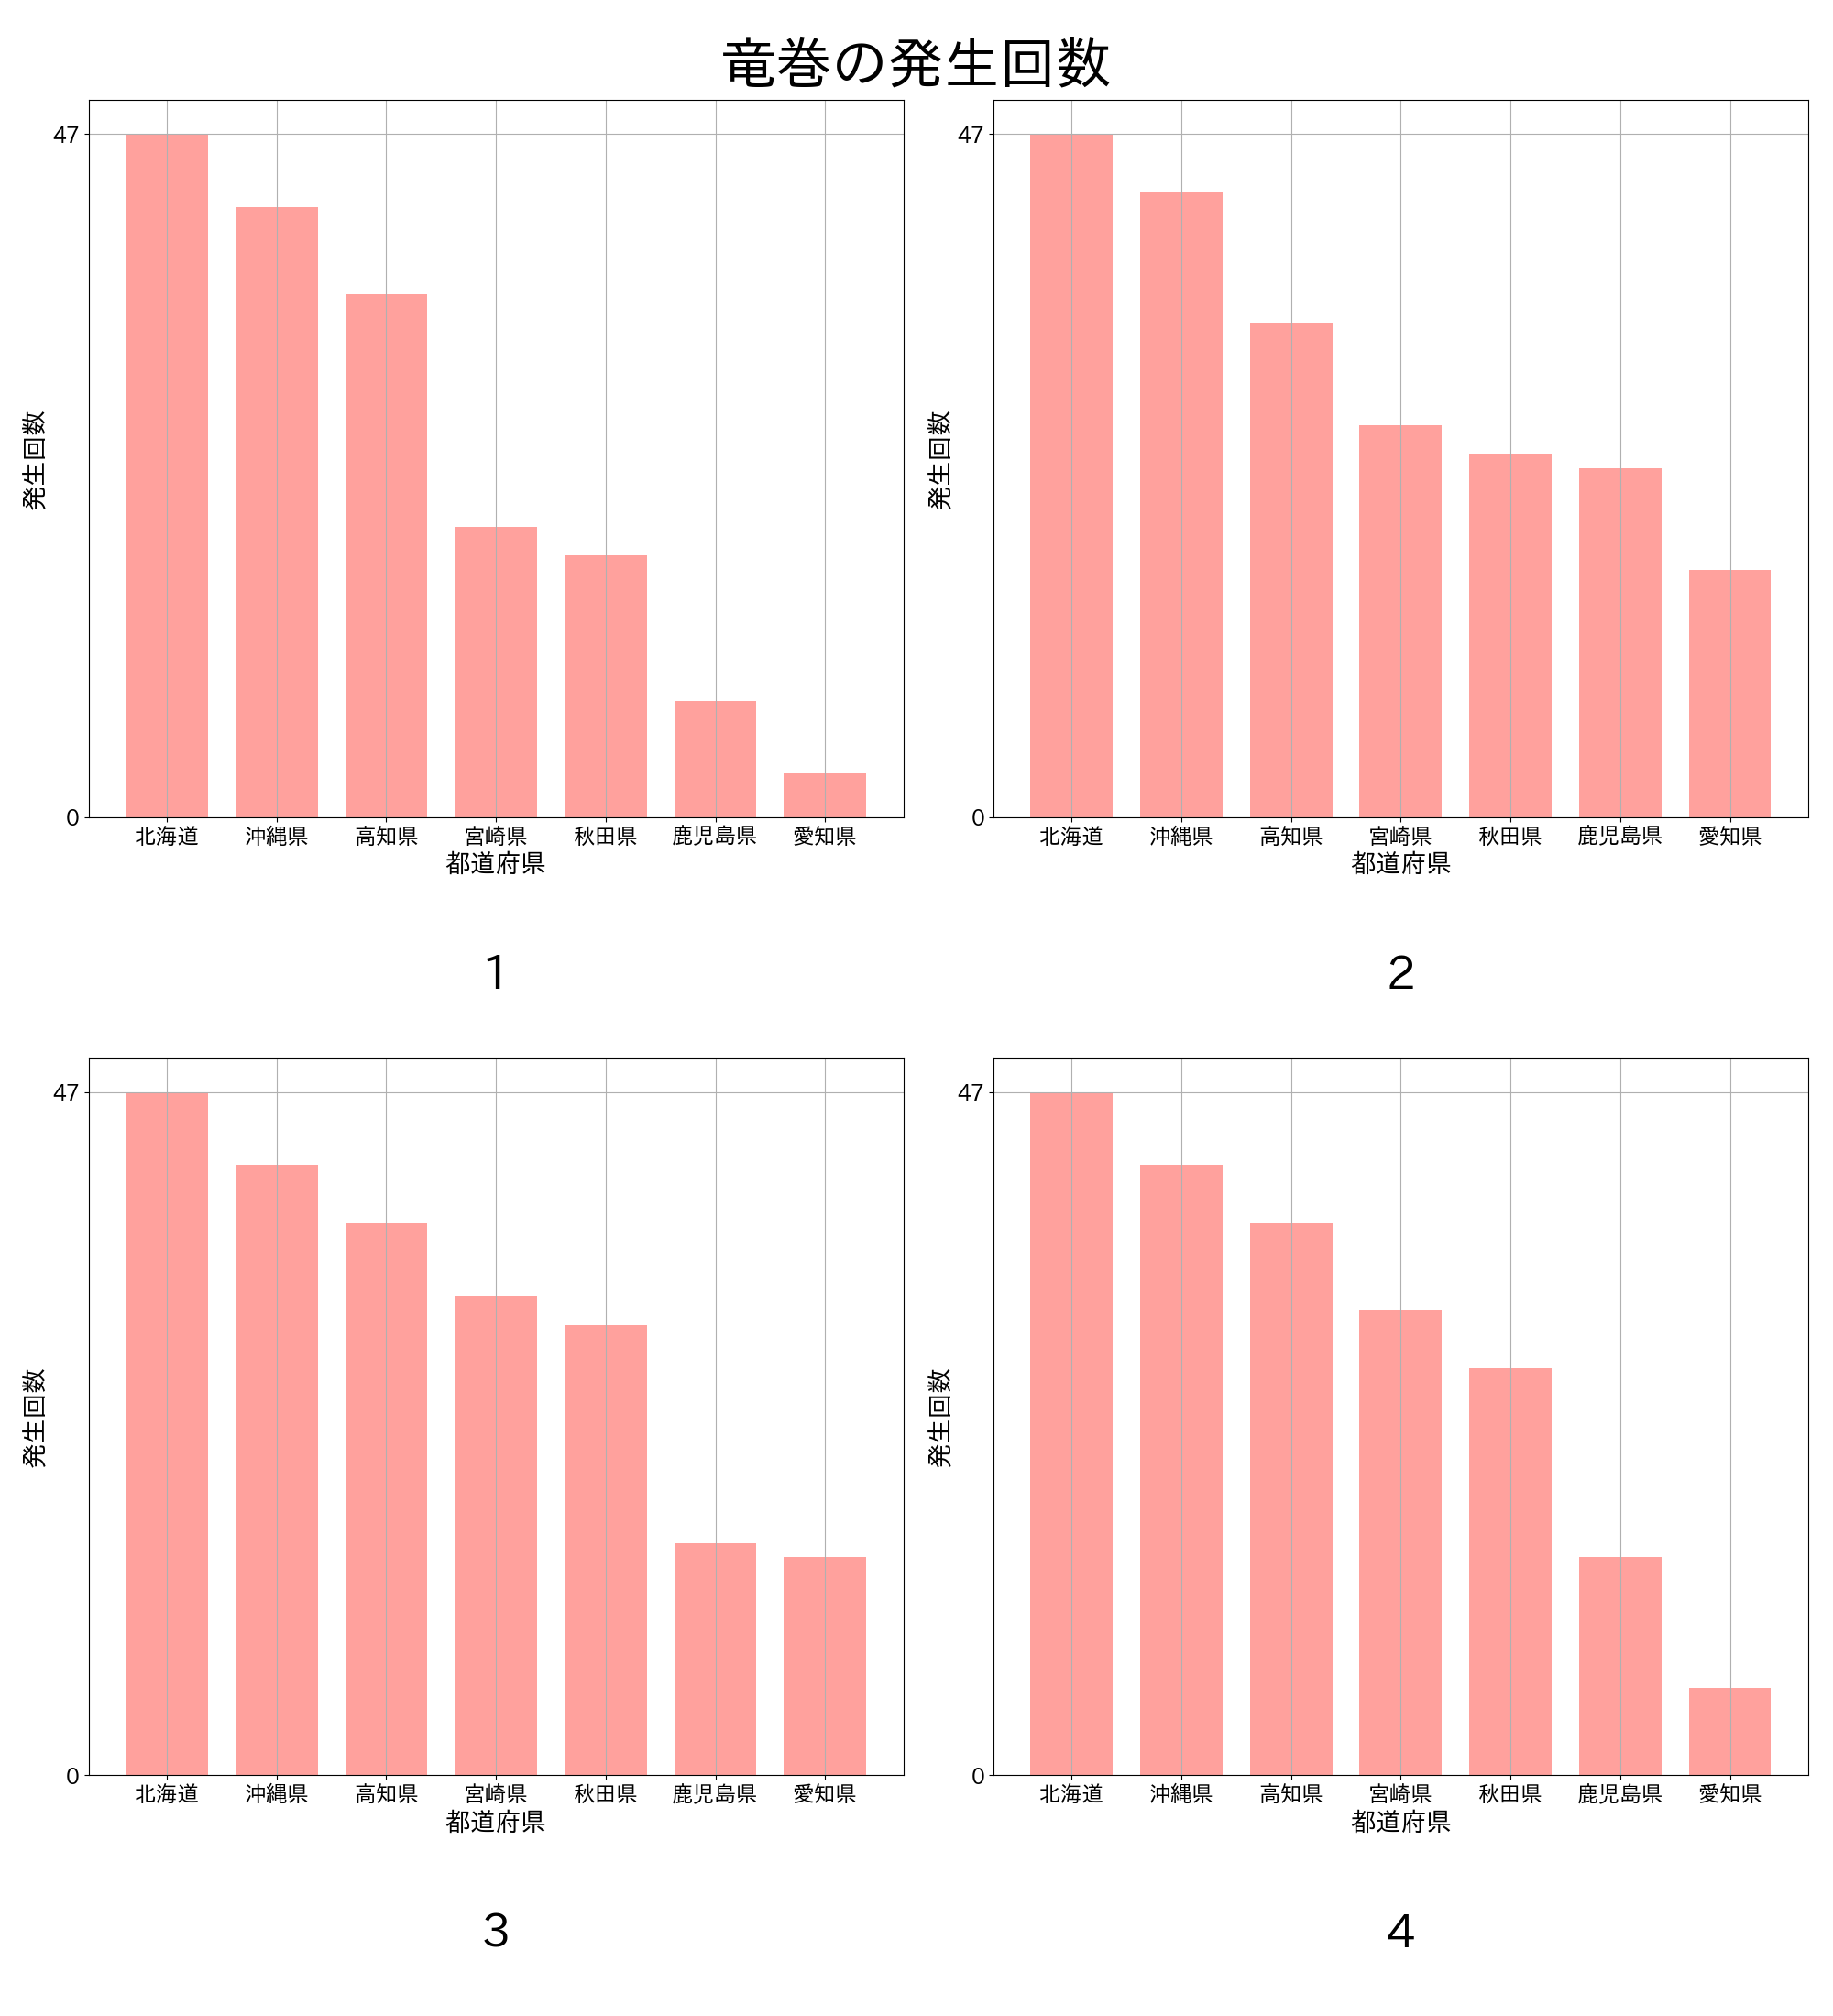 竜巻の発生回数
47
0
発生回数
北海道 沖縄県 高知県 宮崎県 秋田県 鹿児島県 愛知県
都道府県
1
47
0
発生回数
北海道 沖縄県 高知県 宮崎県 秋田県 鹿児島県 愛知県
都道府県
2
47
0
発生回数
北海道 沖縄県 高知県 宮崎県 秋田県 鹿児島県 愛知県
都道府県
3
47
0
発生回数
北海道 沖縄県 高知県 宮崎県 秋田県 鹿児島県 愛知県
都道府県
4